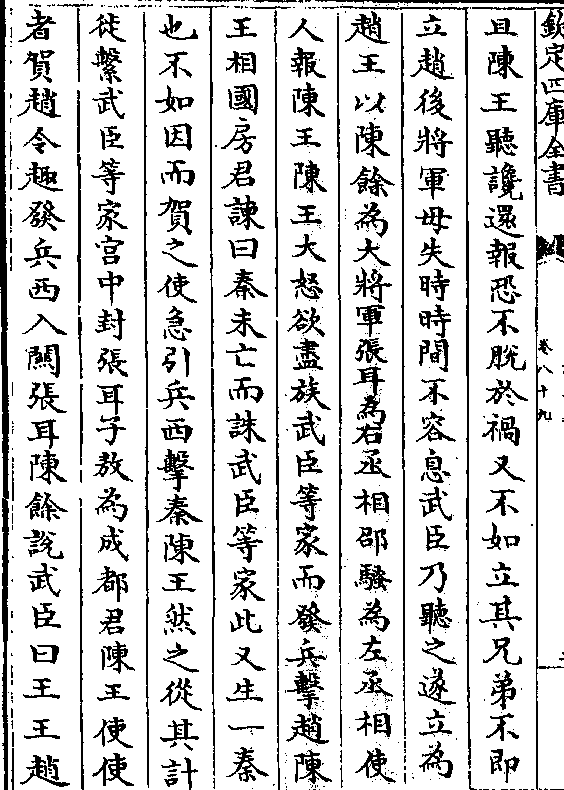 欽定四庫全書
卷八十九
且陳王聽讒還報恐不脫於禍又不如立其兄弟不即
立趙後將軍毋失時時間不容息武臣乃聽之遂立為
趙王以陳餘為大將軍張耳為右丞相邵騷為左丞相使
人報陳王陳王大怒欲盡族武臣等家而發兵擊趙陳
王相國房君諫曰秦未亡而誅武臣等家此又生一秦
也不如因而賀之使急引兵西擊秦陳王然之從其計
徙繫武臣等家宮中封張耳子敖為成都君陳王使使
者賀趙令趣發兵西入關張耳陳餘說武臣曰王王趙